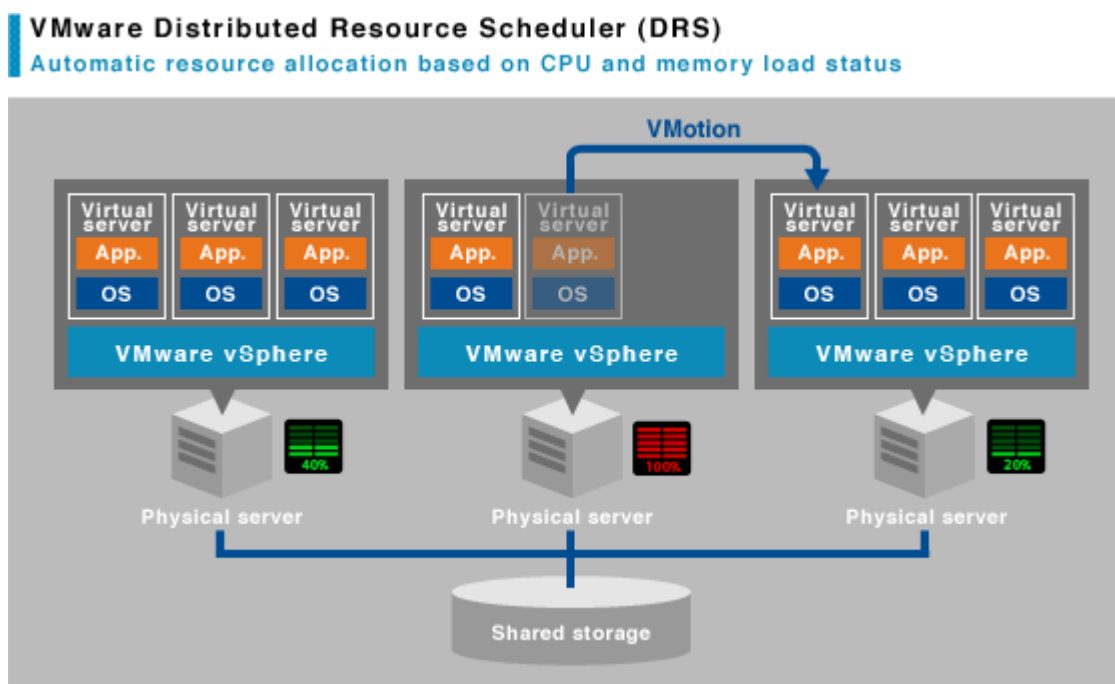 VMware Distributed Resource Scheduler (DRS)
Automatic resource allocation based on CPU and memory load status
VMotion
Virtual server
App.
OS
Virtual server
App.
OS
Virtual server
App.
OS
VMware vSphere
40%
Physical server
Virtual server
App.
OS
Virtual server
App.
OS
VMware vSphere
100%
Physical server
Virtual server
App.
OS
Virtual server
App.
OS
Virtual server
App.
OS
VMware vSphere
20%
Physical server
Shared storage